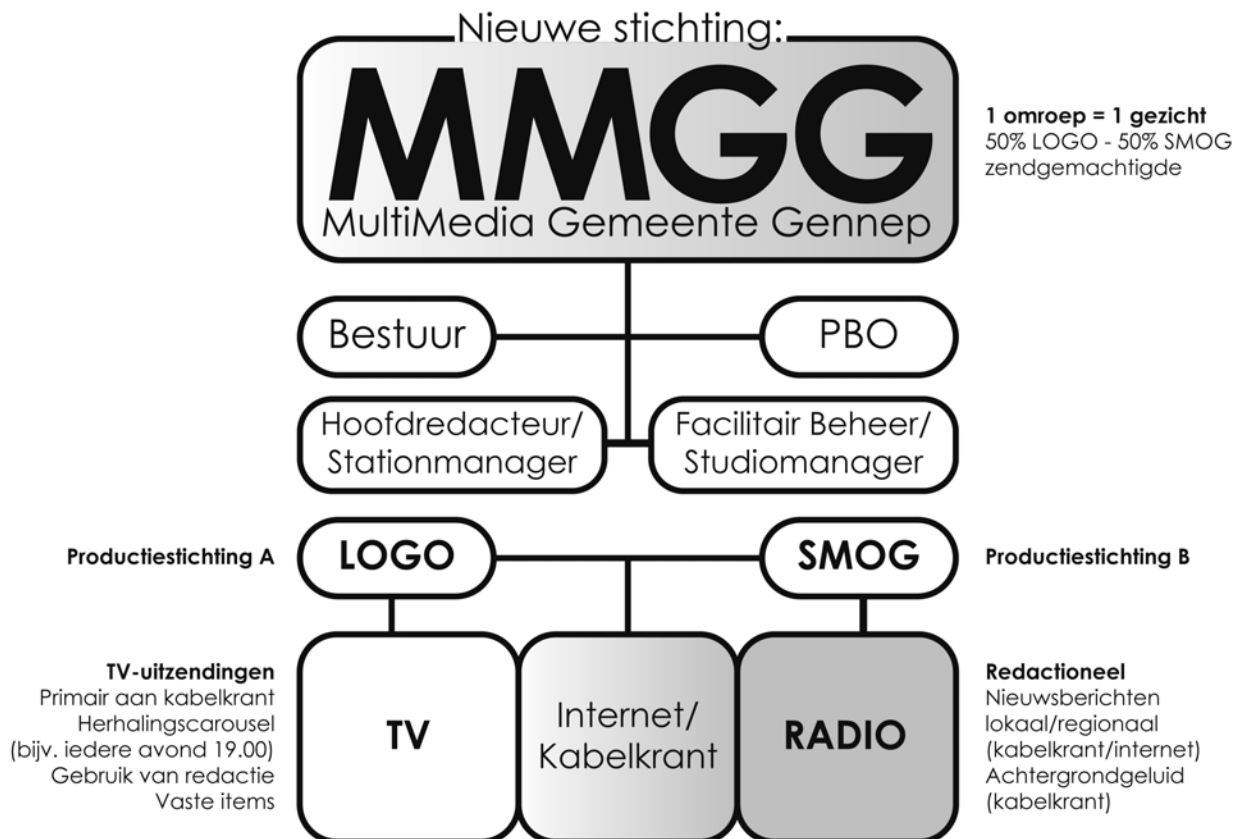 Nieuwe stichting:
MMGG
MultiMedia Gemeente Gennep
1 omroep = 1 gezicht
50% LOGO - 50% SMOG
zendgemachtigde
Bestuur
PBO
Hoofdredacteur/
Stationmanager
Facilitair Beheer/
Studiomanager
Productiestichting A
LOGO
SMOG
Productiestichting B
TV-uitzendingen
Primair aan kabelkrant
Herhalingscarousel
(bijv. iedere avond 19.00)
Gebruik van redactie
Vaste items
TV
Internet/
Kabelkrant
RADIO
Redactioneel
Nieuwsberichten
lokaal/regionaal
(kabelkrant/internet)
Achtergrondgeluid
(kabelkrant)